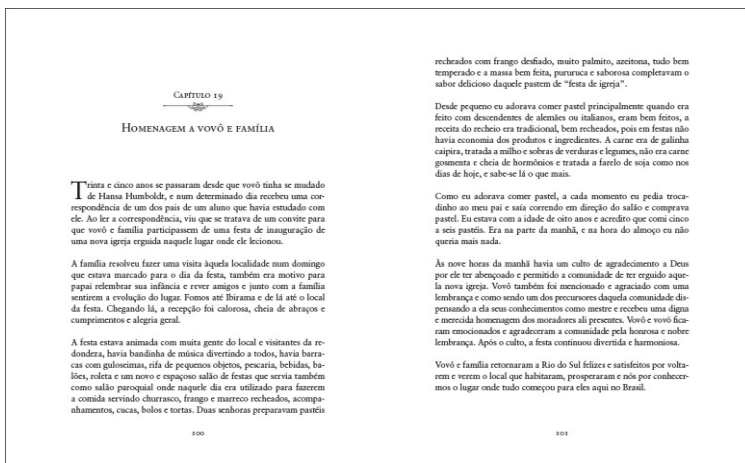 Capítulo 19
Homenagem a vovô e família
Trinta e cinco anos se passaram desde que vovô tinha se mudado
de Hansa Humboldt, e num determinado dia recebeu uma cor-
respondência de um dos pais de um aluno que havia estudado com
ele. Ao ler a correspondência, viu que se tratava de um convite para
que vovô e família participassem de uma festa de inauguração de
uma nova igreja erguida naquele lugar onde ele lecionou.
A família resolveu fazer uma visita àquela localidade num domingo
que estava marcado para o dia da festa, também era motivo para
papai relembrar sua infância e rever amigos e junto com a família
sentirem a evolução do lugar. Fomos até Ibirama e de lá até o local
da festa. Chegando lá, a recepção foi calorosa, cheia de abraços e
cumprimentos e alegria geral.
A festa estava animada com muita gente do local e visitantes da re-
dondeza, havia bandinha de música divertindo a todos, havia barra-
cas com guloseimas, rifa de pequenos objetos, pescaria, bebidas, ba-
lões, roleta e um novo e espaçoso salão de festas que servia também
como salão paroquial onde naquele dia era utilizado para fazerem
a comida servindo churrasco, frango e marreco recheados, acompa-
nhamentos, cucas, bolos e tortas. Duas senhoras preparavam pastéis
100
recheados com frango desfiado, muito palmito, azeitona, tudo bem
temperado e a massa bem feita, pururuca e saborosa completavam o
sabor delicioso daquele pastem de “festa de igreja”.
Desde pequeno eu adorava comer pastel principalmente quando era
feito com descendentes de alemães ou italianos, eram bem feitos, a
receita do recheio era tradicional, bem recheados, pois em festas não
havia economia dos produtos e ingredientes. A carne era de galinha
caipira, tratada a milho e sobras de verduras e legumes, não era carne
gosmenta e cheia de hormônios e tratada a farelo de soja como nos
dias de hoje, e sabe-se lá o que mais.
Como eu adorava comer pastel, a cada momento eu pedia troca-
dinho ao meu pai e saía correndo em direção do salão e comprava
pastel. Eu estava com a idade de oito anos e acredito que comi cinco
a seis pastéis. Era na parte da manhã, e na hora do almoço eu não
queria mais nada.
Às nove horas da manhã havia um culto de agradecimento a Deus
por ele ter abençoado e permitido a comunidade de ter erguido aque-
la nova igreja. Vovô também foi mencionado e agraciado com uma
lembrança e como sendo um dos precursores daquela comunidade dis-
pensando a ela seus conhecimentos como mestre e recebeu uma digna
e merecida homenagem dos moradores ali presentes. Vovô e vovó fica-
ram emocionados e agradeceram a comunidade pela honrosa e nobre
lembrança. Após o culto, a festa continuou divertida e harmoniosa.
Vovô e família retornaram a Rio do Sul felizes e satisfeitos por volta-
rem e verem o local que habitaram, prosperaram e nós por conhecer-
mos o lugar onde tudo começou para eles aqui no Brasil.
101